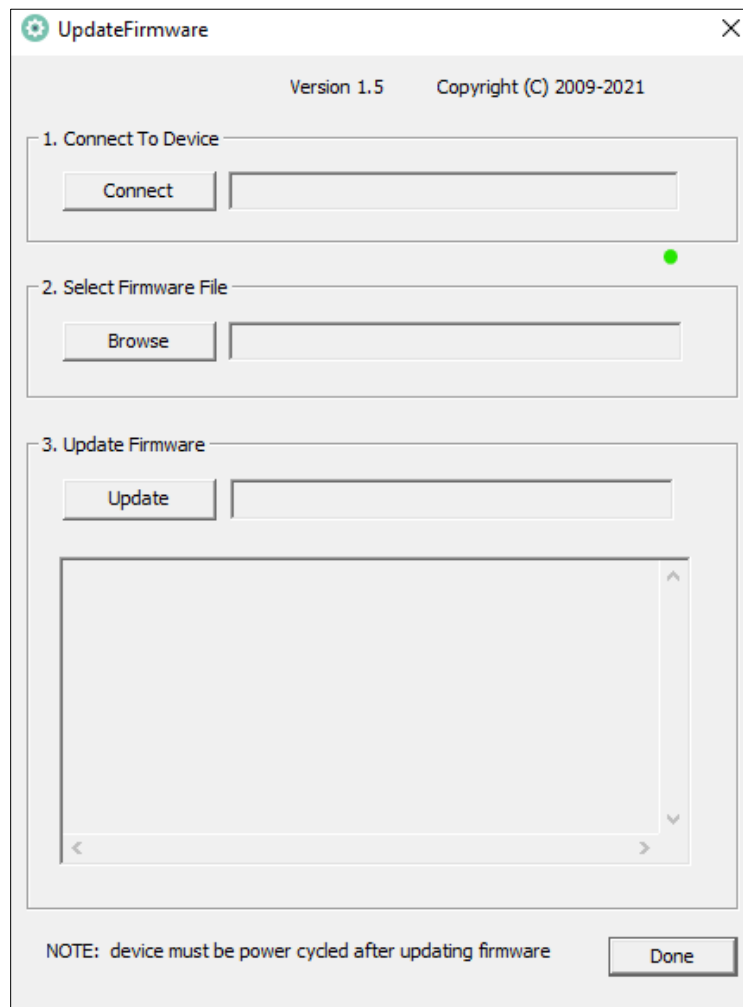 UpdateFirmware
Version 1.5 Copyright (C) 2009-2021
1. Connect To Device
Connect
2. Select Firmware File
Browse
3. Update Firmware
Update
NOTE: device must be power cycled after updating firmware
Done